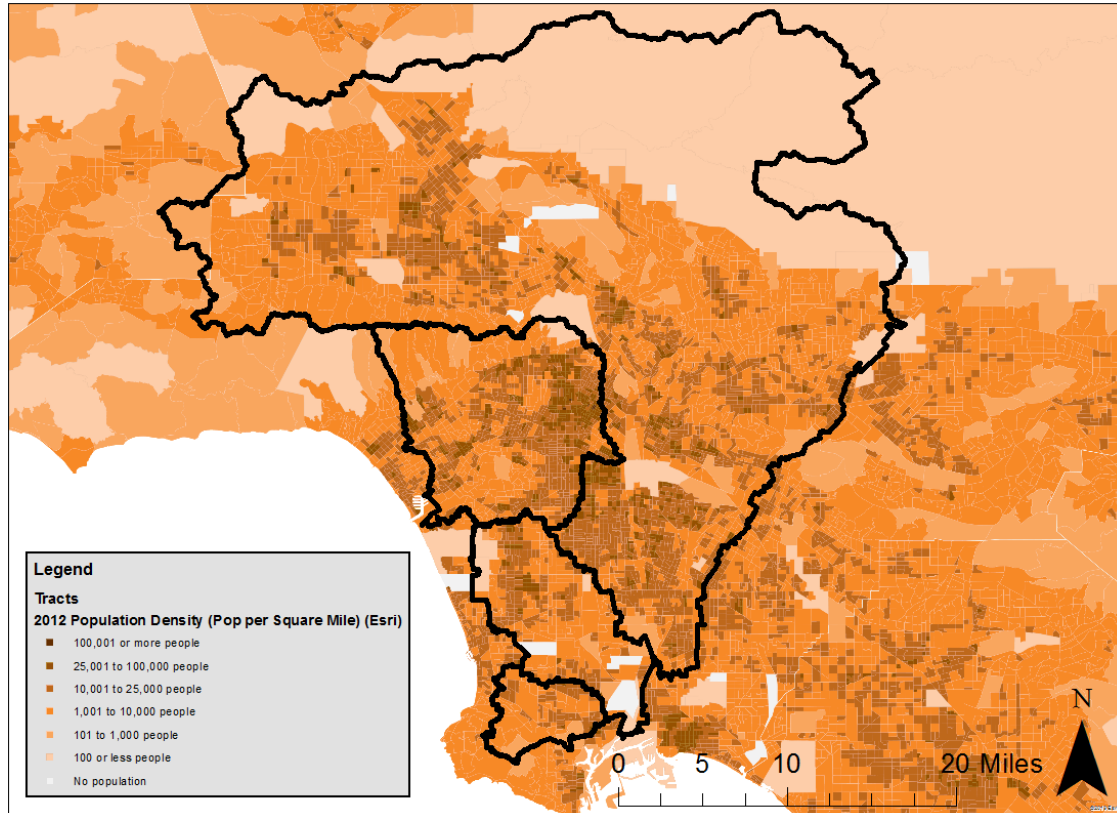 Legend
Tracts
2012 Population Density (Pop per Square Mile) (Esri)
100,001 or more people
25,001 to 100,000 people
10,001 to 25,000 people
1,001 to 10,000 people
101 to 1,000 people
100 or less people
No population
N
0 5 10 20 Miles